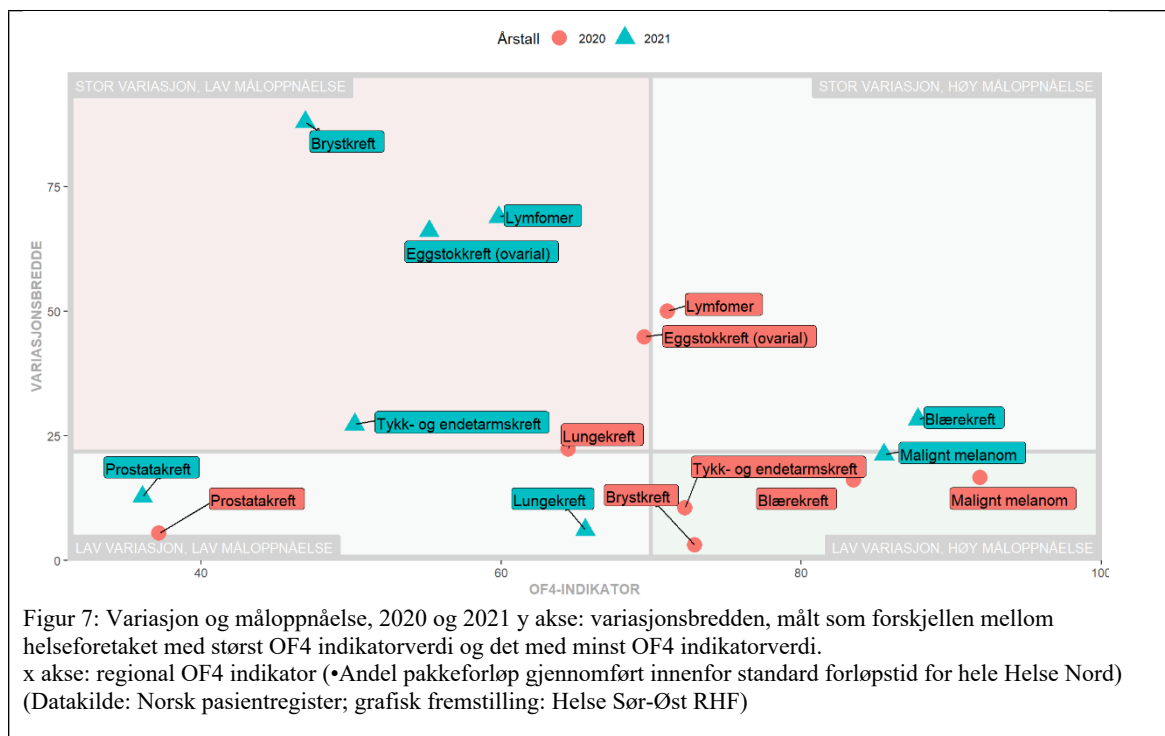 Årstall 2020 2021
STOR VARIASJON, LAV MÅLOPPNÅELSE
STOR VARIASJON, HØY MÅLOPPNÅELSE
Brystkreft
75
Lymfomer
Eggstokkreft (ovarial)
VARIASJONSBREDDE
50
Lymfomer
Eggstokkreft (ovarial)
Tykk- og endetarmskreft
Blærekreft
25
Lungekreft
Malignt melanom
Prostatakreft
Tykk- og endetarmskreft
Prostatakreft
Lungekreft
Brystkreft
Blærekreft
Malignt melanom
LAV VARIASJON, LAV MÅLOPPNÅELSE
LAV VARIASJON, HØY MÅLOPPNÅELSE
0
40
60
80
100
OF4-INDIKATOR
Figur 7: Variasjon og måloppnåelse, 2020 og 2021 y akse: variasjonsbredden, målt som forskjellen mellom
helseforetaket med størst OF4 indikatorverdi og det med minst OF4 indikatorverdi.
x akse: regional OF4 indikator (•Andel pakkeforløp gjennomført innenfor standard forløpstid for hele Helse Nord)
(Datakilde: Norsk pasientregister; grafisk fremstilling: Helse Sør-Øst RHF)